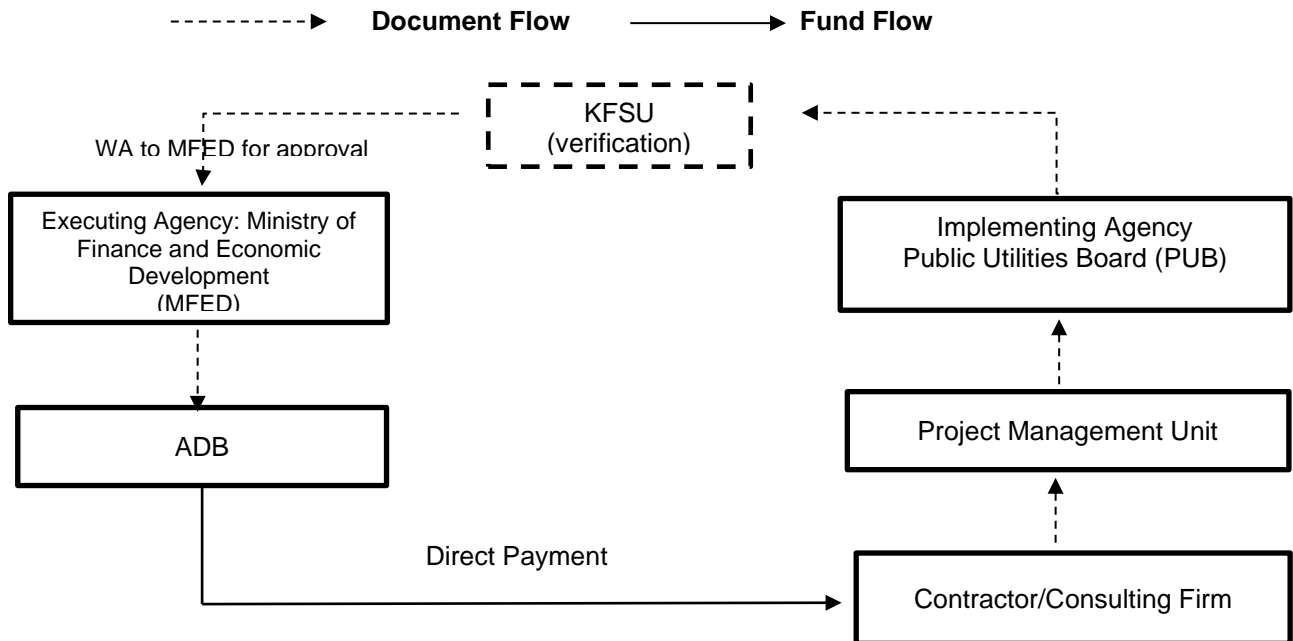 Document Flow
Fund Flow
KFSU
(verification)
WA to MFED for approval
Executing Agency: Ministry of
Finance and Economic
Development
(MFED)
Implementing Agency
Public Utilities Board (PUB)
ADB
Project Management Unit
Direct Payment
Contractor/Consulting Firm